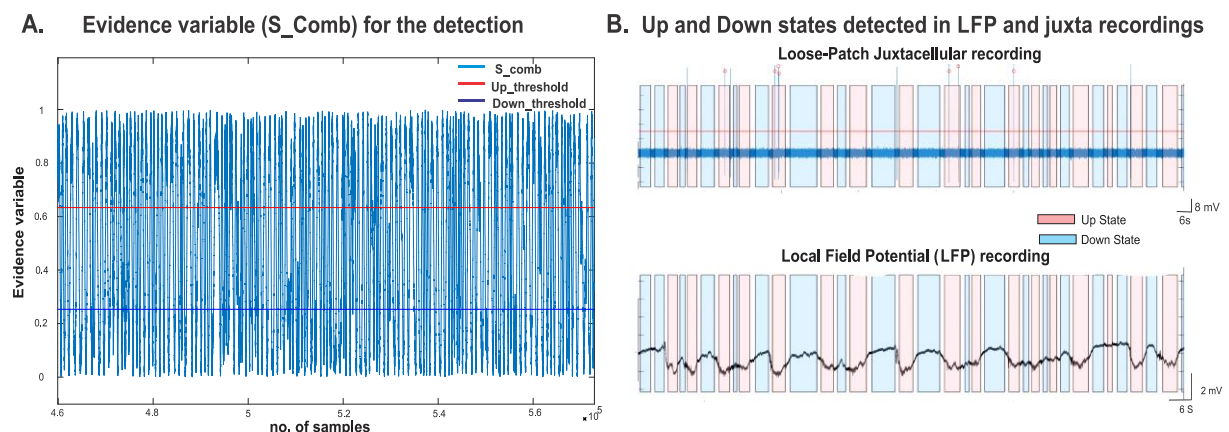 A. Evidence variable (S_Comb) for the detection
S_comb
Up_threshold
Down_threshold
Evidence variable
1
0.8
0.6
0.4
0.2
0
4.6
4.8
5
5.2
5.4
5.6
×10⁵
no. of samples
B. Up and Down states detected in LFP and juxta recordings
Loose-Patch Juxtacellular recording
8 mV
6s
Up State
Down State
Local Field Potential (LFP) recording
2 mV
6 S